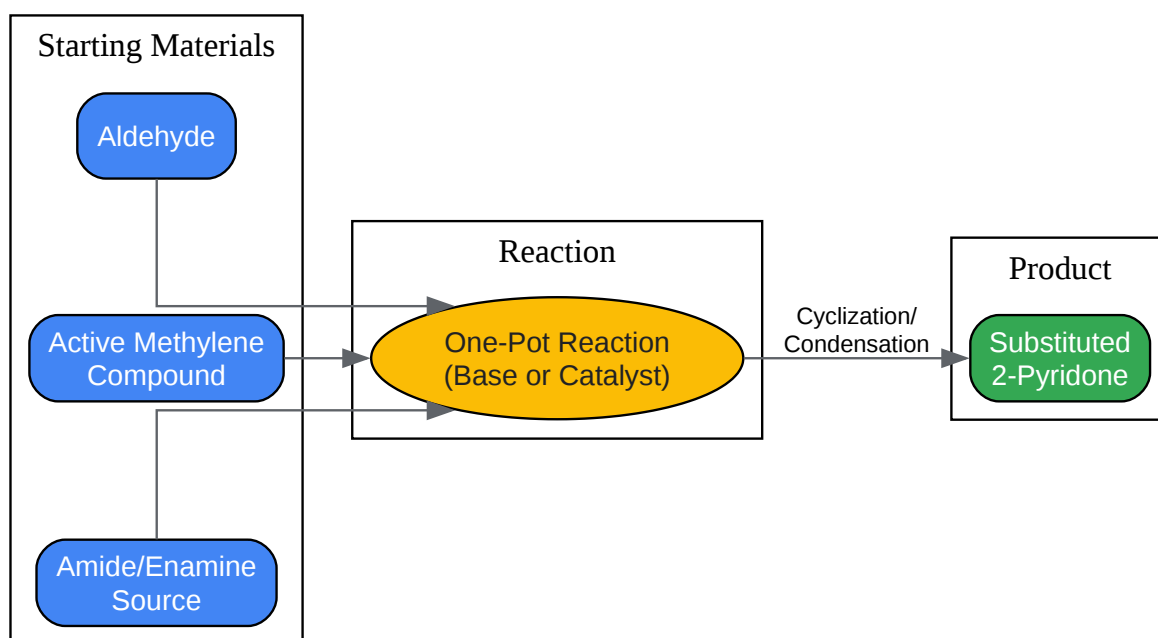 Starting Materials
Aldehyde
Active Methylene
Compound
Amide/Enamine
Source
Reaction
One-Pot Reaction
(Base or Catalyst)
Cyclization/
Condensation
Product
Substituted
2-Pyridone